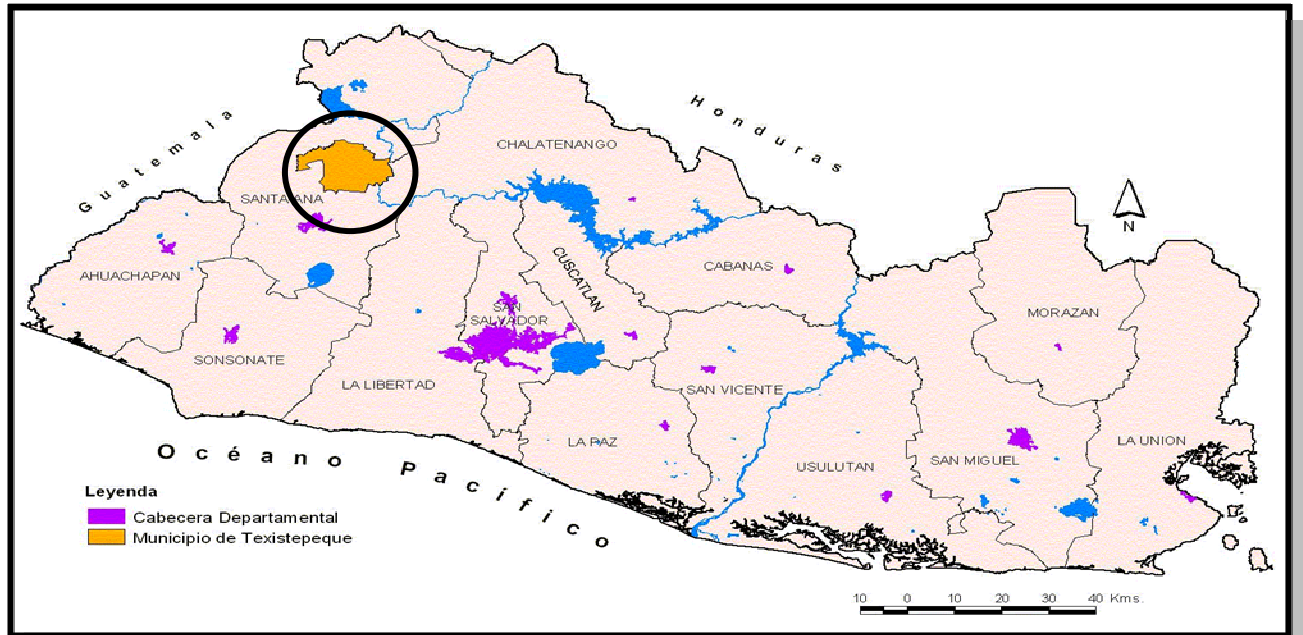 Guatemala
Honduras
CHALATENANGO
SANTA ANA
N
AHUACHAPAN
CUSCATLAN
CABANAS
SAN
SALVADOR
MORAZAN
SONSONATE
LA LIBERTAD
SAN VICENTE
LA PAZ
USULUTAN
SAN MIGUEL
LA UNION
Océano Pacífico
Leyenda
Cabecera Departamental
Municipio de Texistepeque
10 0 10 20 30 40 Kms.